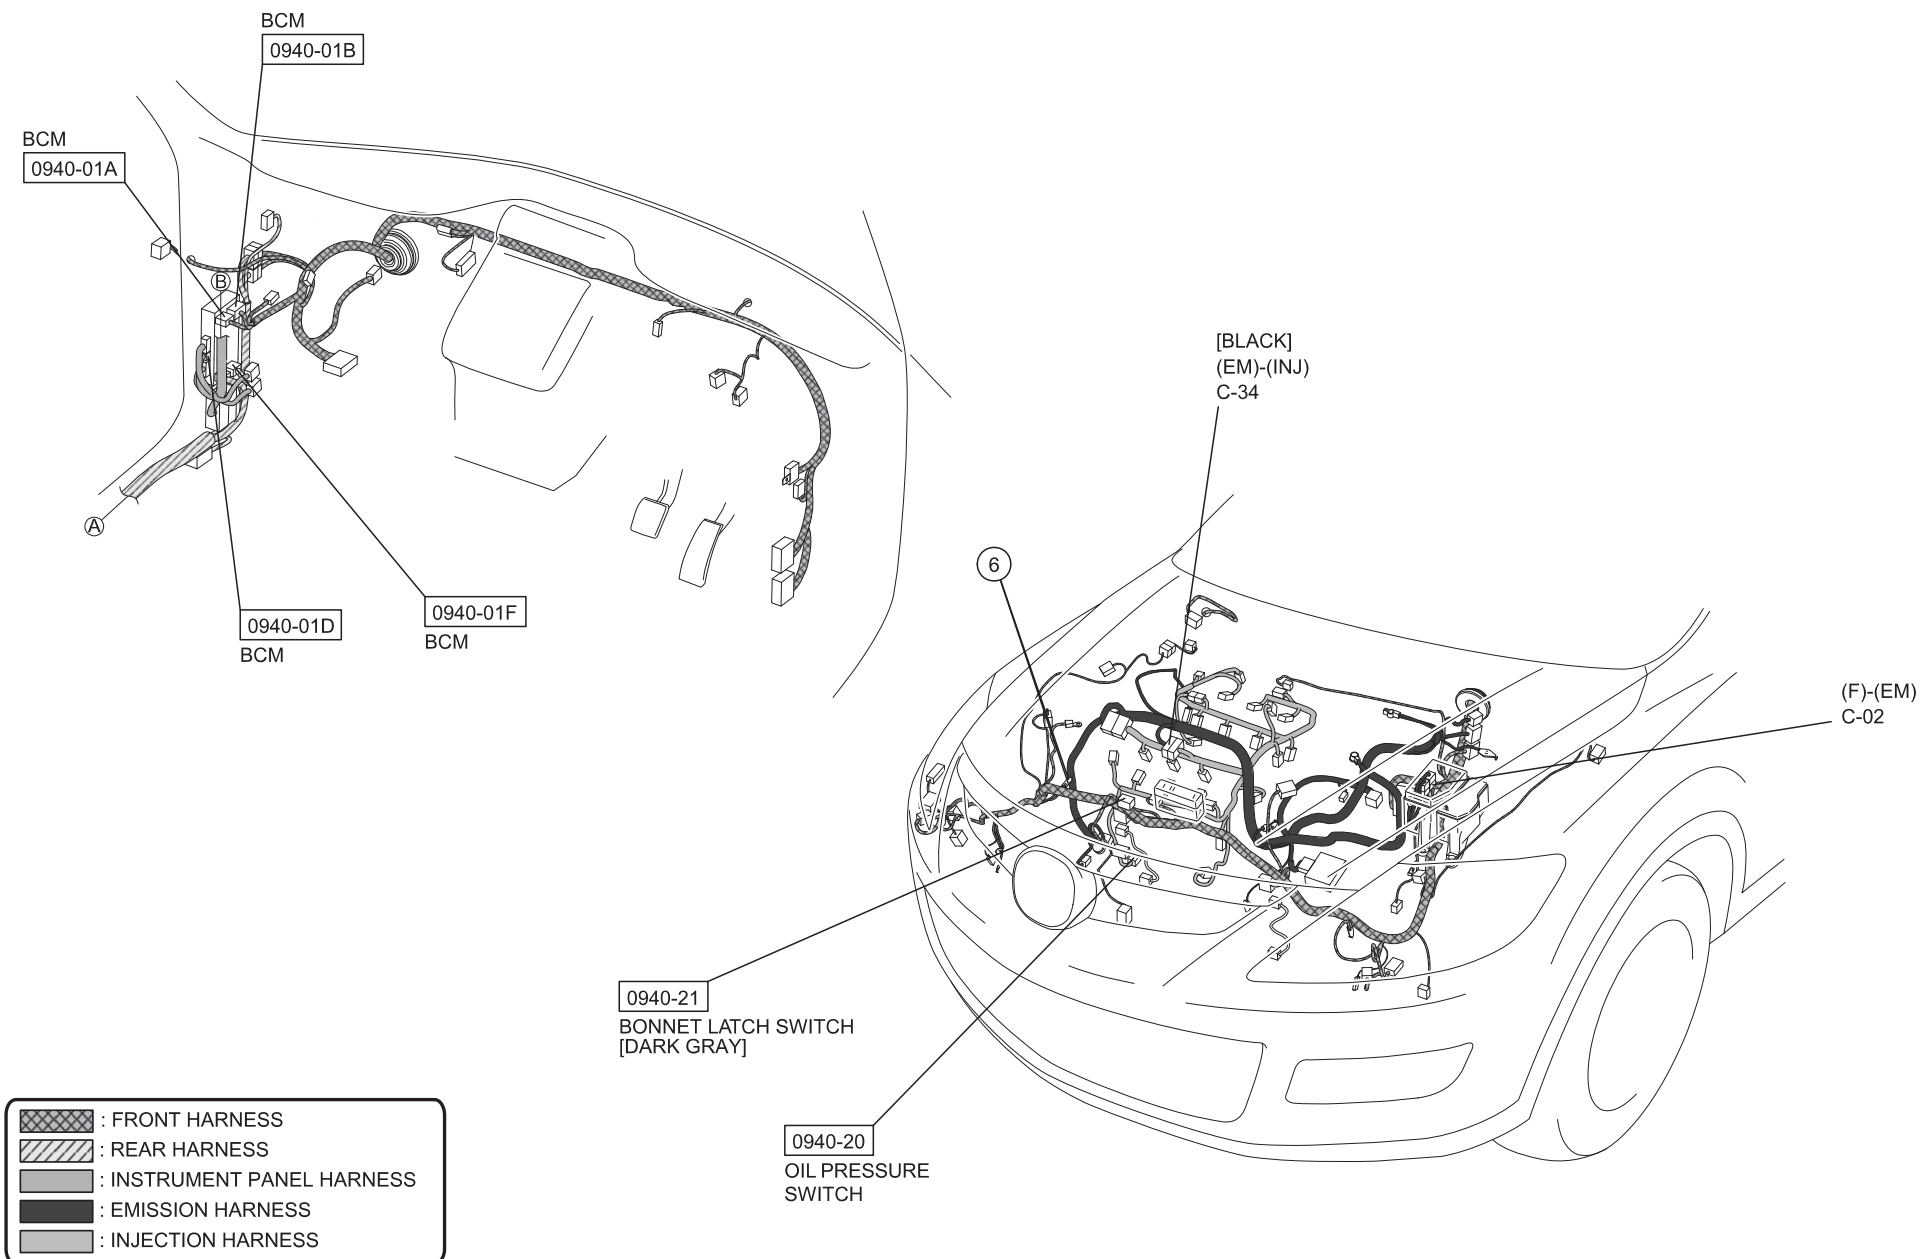 BCM
0940-01B
BCM
0940-01A
B
A
0940-01D
BCM
0940-01F
BCM
[BLACK]
(EM)-(INJ)
C-34
6
(F)-(EM)
C-02
0940-21
BONNET LATCH SWITCH
[DARK GRAY]
0940-20
OIL PRESSURE
SWITCH
: FRONT HARNESS
: REAR HARNESS
: INSTRUMENT PANEL HARNESS
: EMISSION HARNESS
: INJECTION HARNESS